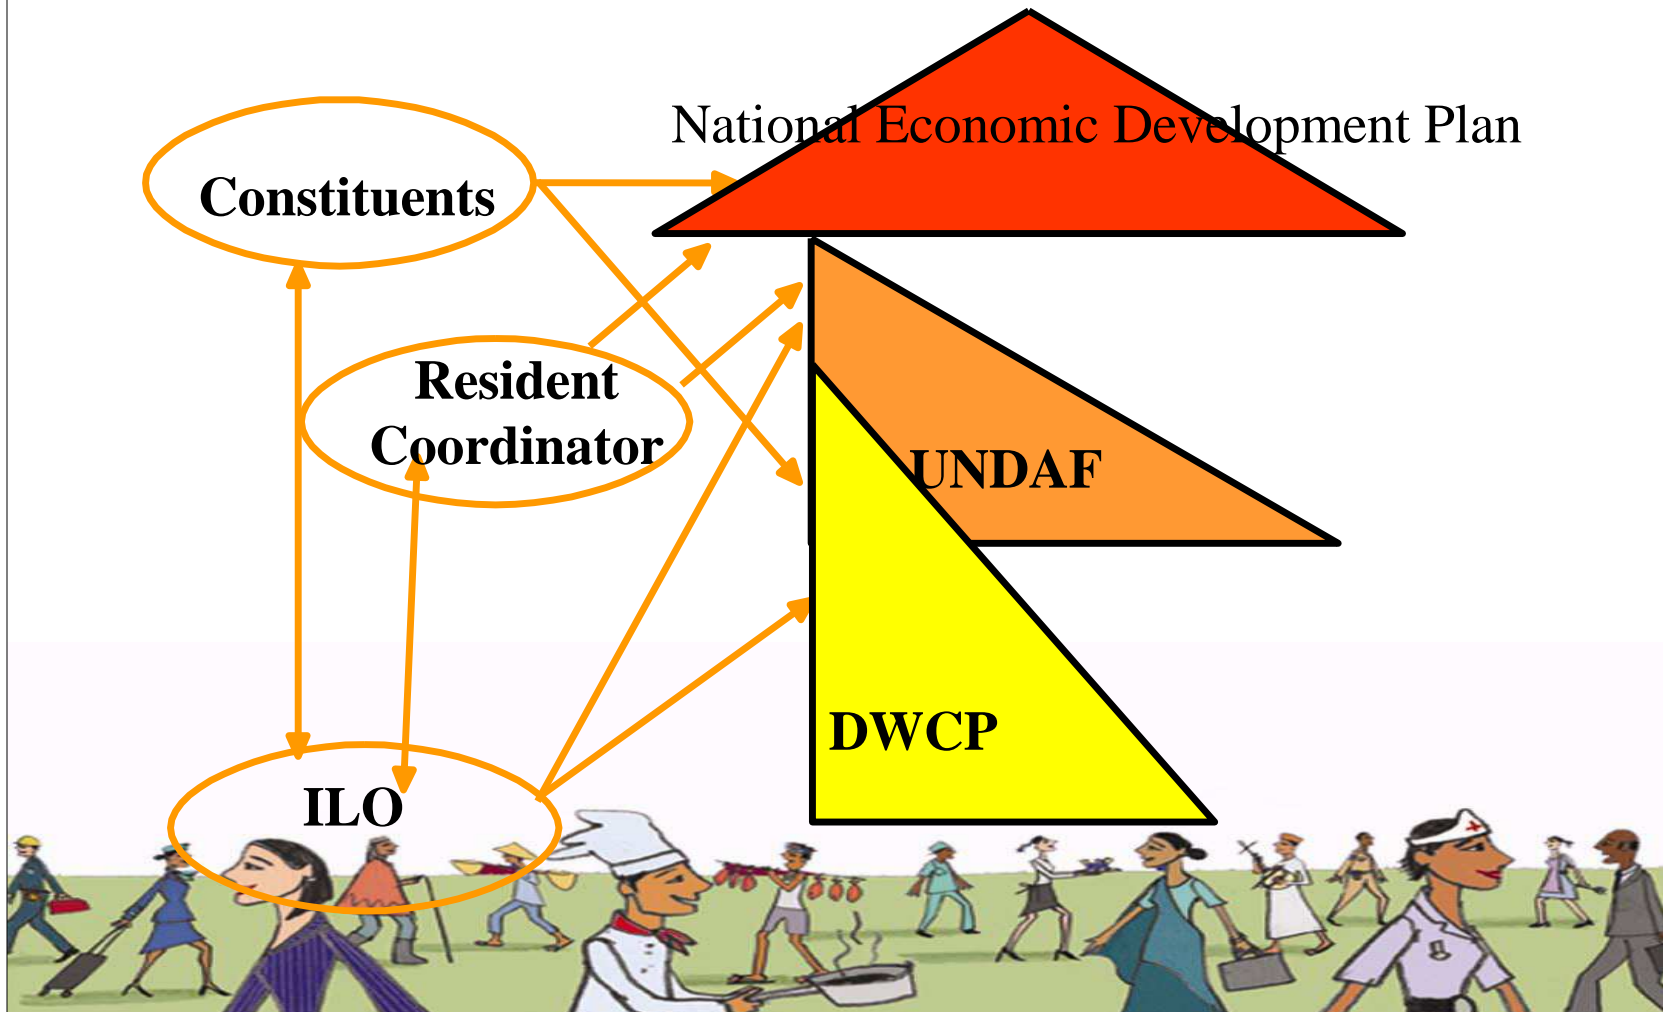 National Economic Development Plan
Constituents
Resident
Coordinator
UNDAF
DWCP
ILO